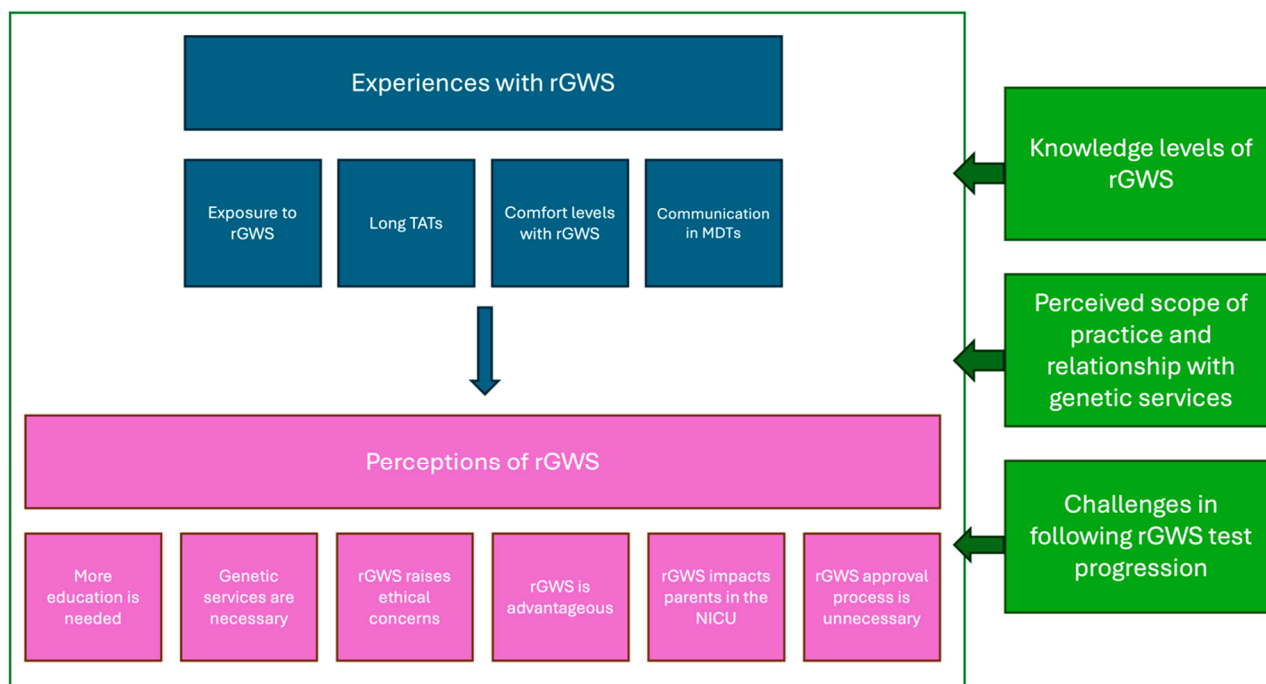 Experiences with rGWS
Exposure to
rGWS
Long TATs
Comfort levels
with rGWS
Communication
in MDTs
Perceptions of rGWS
More
education is
needed
Genetic
services are
necessary
rGWS raises
ethical
concerns
rGWS is
advantageous
rGWS impacts
parents in the
NICU
rGWS approval
process is
unnecessary
Knowledge levels of
rGWS
Perceived scope of
practice and
relationship with
genetic services
Challenges in
following rGWS test
progression